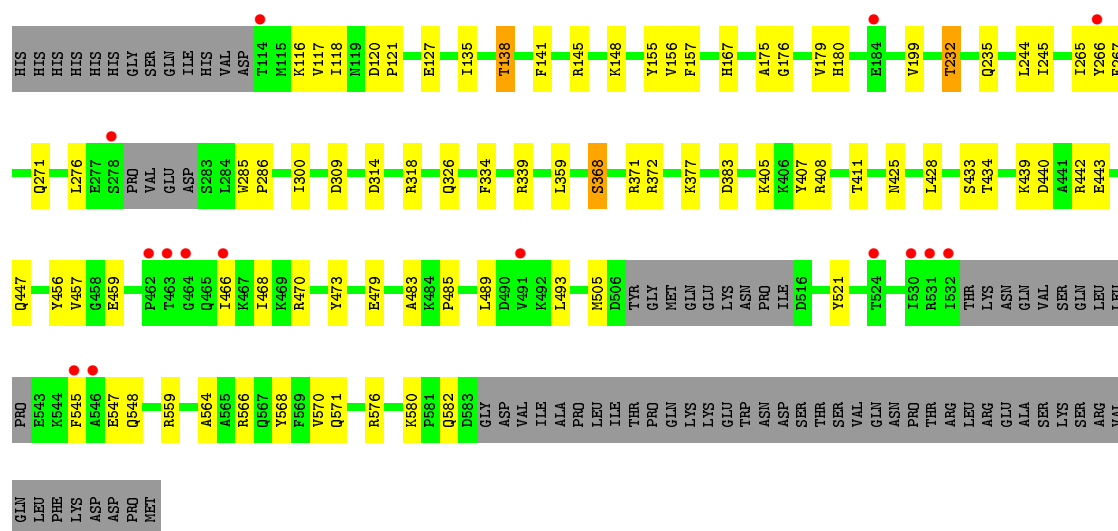 HIS HIS HIS HIS HIS HIS GLY SER GLN ILE HIS VAL ASP T114 M115 K116 V117 I118 N119 D120 P121 E127 I135 T138 F141 R145 K148 Y155 V156 F157 H167 A175 G176 V179 H180 E184 V199 T232 Q235 L244 I245 I265 Y266 E267
Q271 L276 E277 S278 PRO VAL GLU ASP S283 L284 W285 P286 I300 D309 D314 R318 Q326 F334 R339 L359 S368 R371 R372 K377 D383 K405 K406 Y407 R408 T411 N425 L428 S433 T434 K439 D440 A441 R442 E443
Q447 Y456 V457 G458 E459 P462 T463 G464 Q465 I466 K467 I468 K469 R470 Y473 E479 A483 K484 P485 L489 D490 V491 K492 L493 M505 D506 TYR GLY MET GLN GLU LYS ASN PRO ILE D516 Y521 T524 I530 R531 I532 THR LYS ASN GLN VAL SER GLN LEU LEU
PRO E543 K544 F545 A546 E547 Q548 R559 A564 A565 R566 Q567 Y568 F569 V570 Q571 R576 K580 P581 Q582 D583 GLY ASP VAL ILE ALA PRO LEU ILE THR PRO GLN LYS LYS GLU TRP ASN ASP SER THR SER VAL GLN ASN PRO THR ARG LEU ARG GLU ALA SER LYS SER ARG VAL
GLN LEU PHE LYS ASP ASP PRO MET